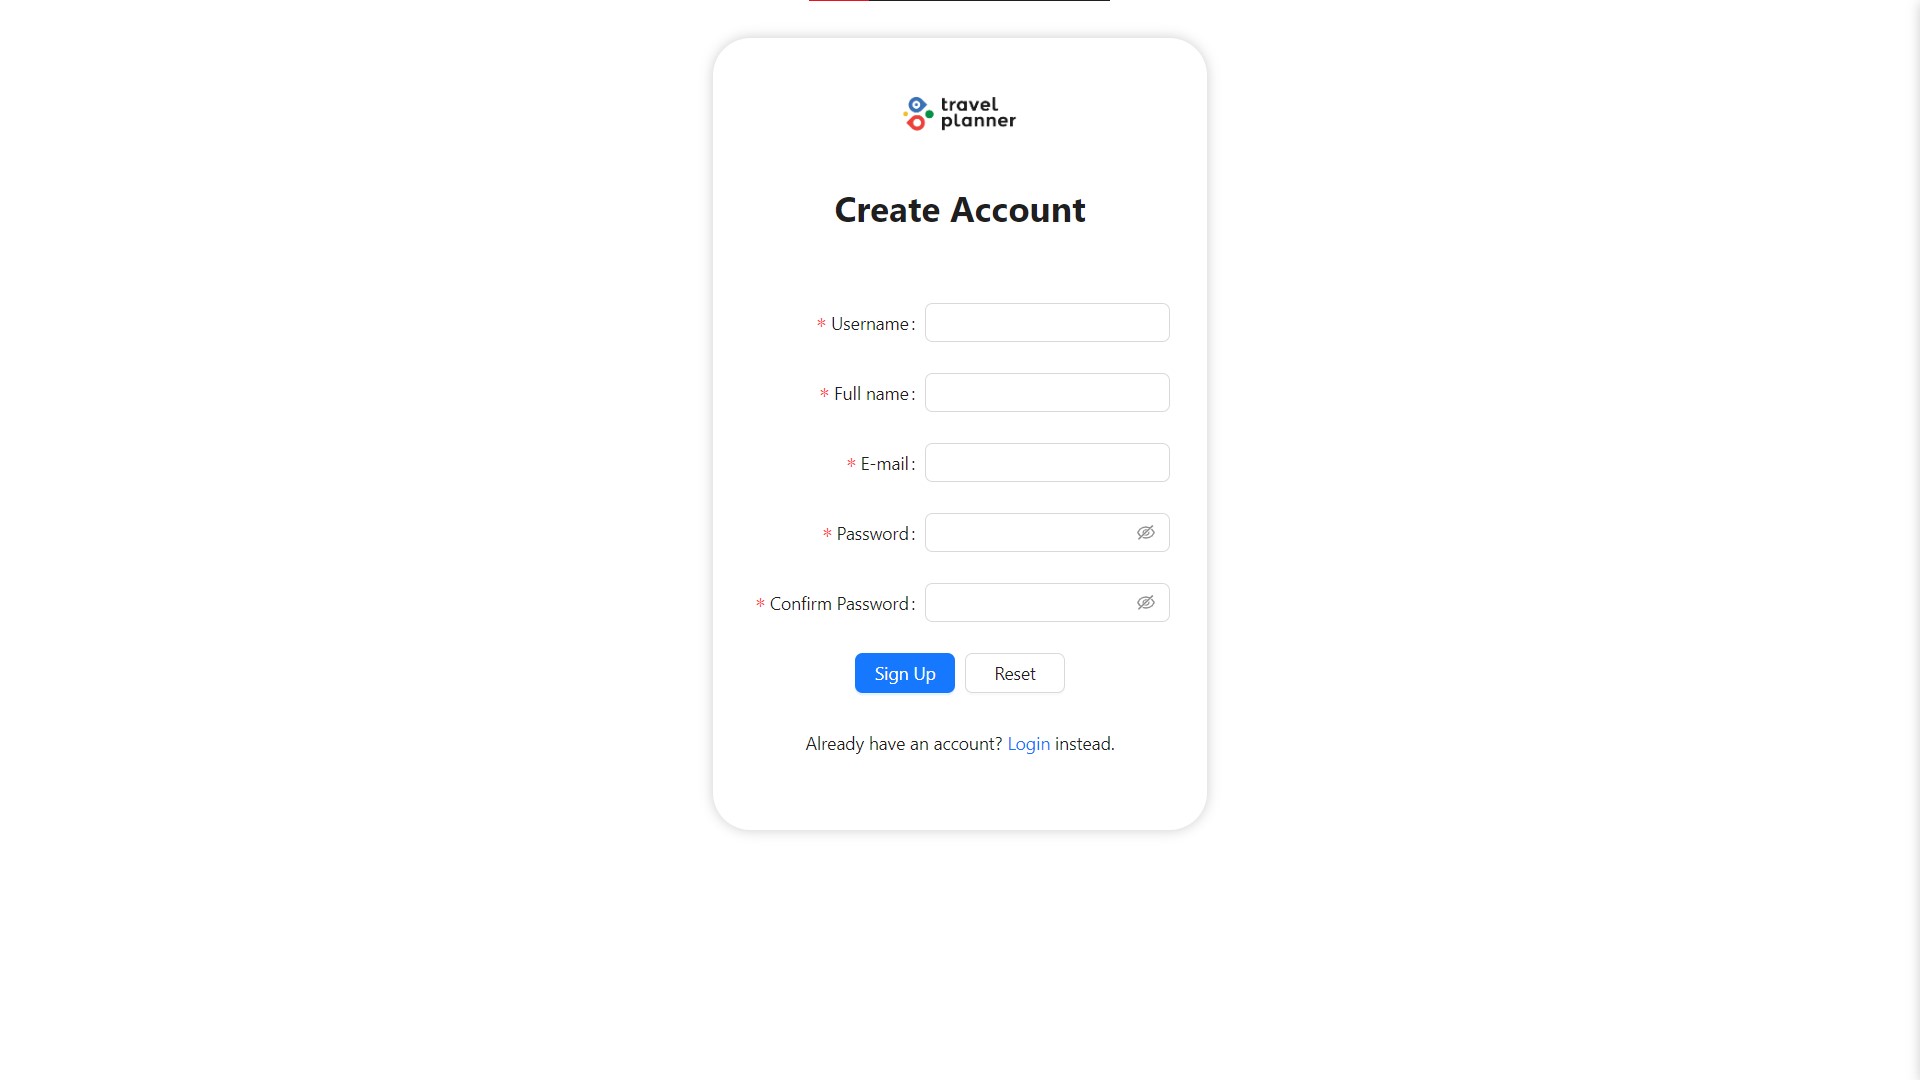 travel
planner
Create Account
* Username:
* Full name:
* E-mail:
* Password:
* Confirm Password:
Sign Up Reset
Already have an account? Login instead.